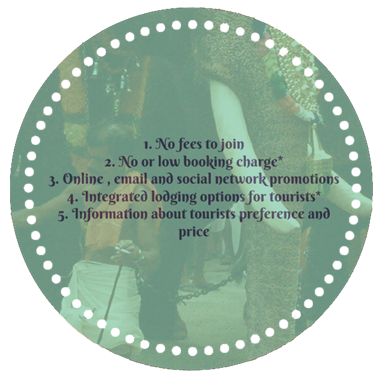 1. No fees to join
2. No or low booking charge*
3. Online , email and social network promotions
4. Integrated lodging options for tourists*
5. Information about tourists preference and
price